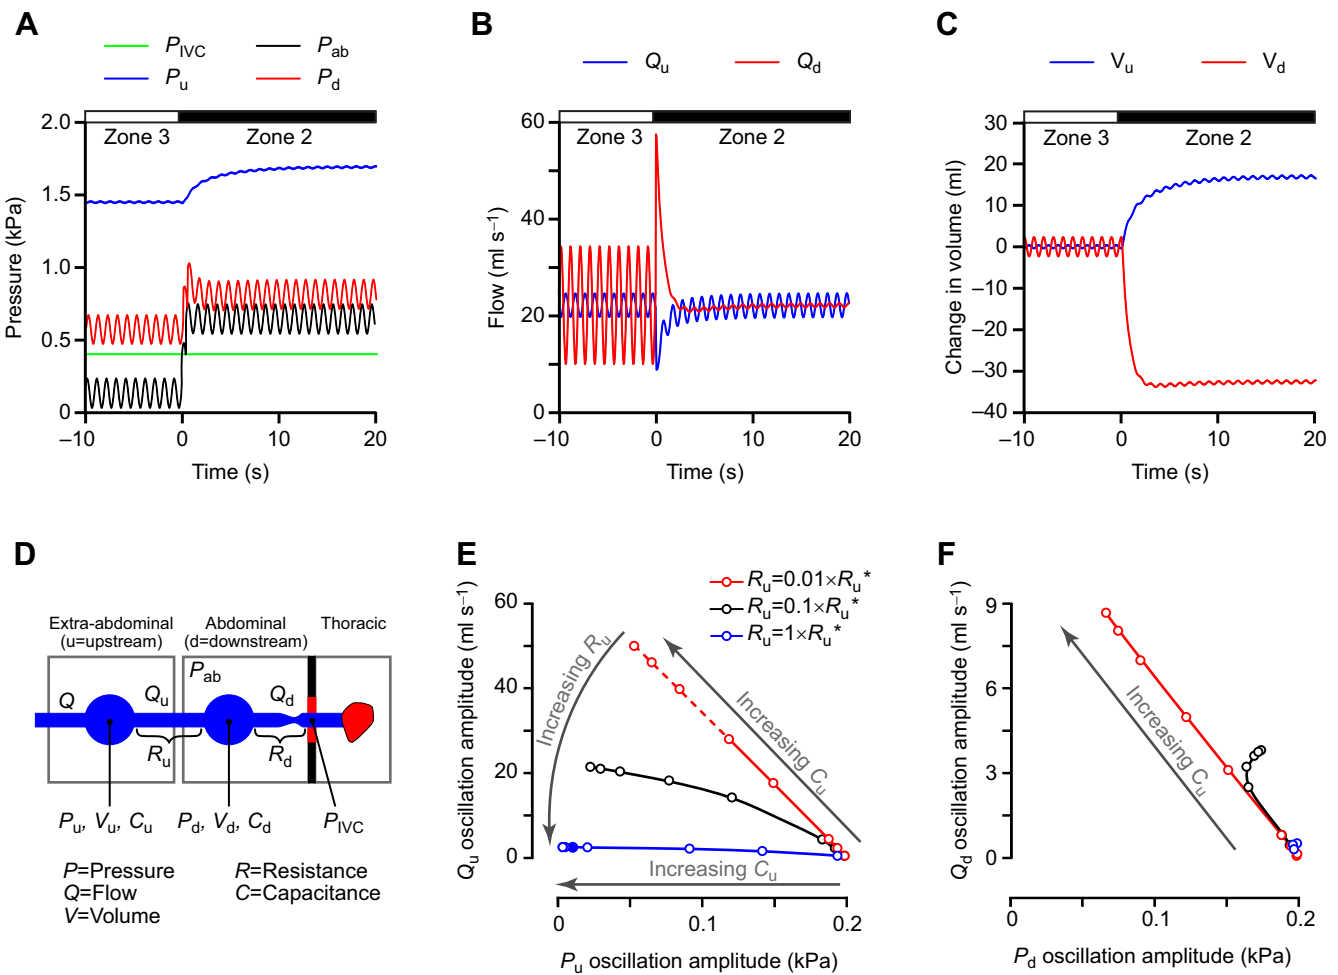 A
P_IVC P_ab
P_u P_d
Zone 3 Zone 2
Pressure (kPa)
2.0
1.5
1.0
0.5
0
–10 0 10 20
Time (s)
B
Q_u Q_d
Zone 3 Zone 2
Flow (ml s⁻¹)
60
40
20
0
–10 0 10 20
Time (s)
C
V_u V_d
Zone 3 Zone 2
Change in volume (ml)
30
20
10
0
–10
–20
–30
–40
–10 0 10 20
Time (s)
D
Extra-abdominal Abdominal Thoracic
(u=upstream) (d=downstream)
P_ab
Q Q_u Q_d
R_u R_d
P_u, V_u, C_u P_d, V_d, C_d P_IVC
P=Pressure R=Resistance
Q=Flow C=Capacitance
V=Volume
E
R_u=0.01×R_u*
R_u=0.1×R_u*
R_u=1×R_u*
Q_u oscillation amplitude (ml s⁻¹)
60
40
20
0
Increasing R_u
Increasing C_u
Increasing C_u
0 0.1 0.2
P_u oscillation amplitude (kPa)
F
Q_d oscillation amplitude (ml s⁻¹)
9
6
3
0
Increasing C_u
0 0.1 0.2
P_d oscillation amplitude (kPa)